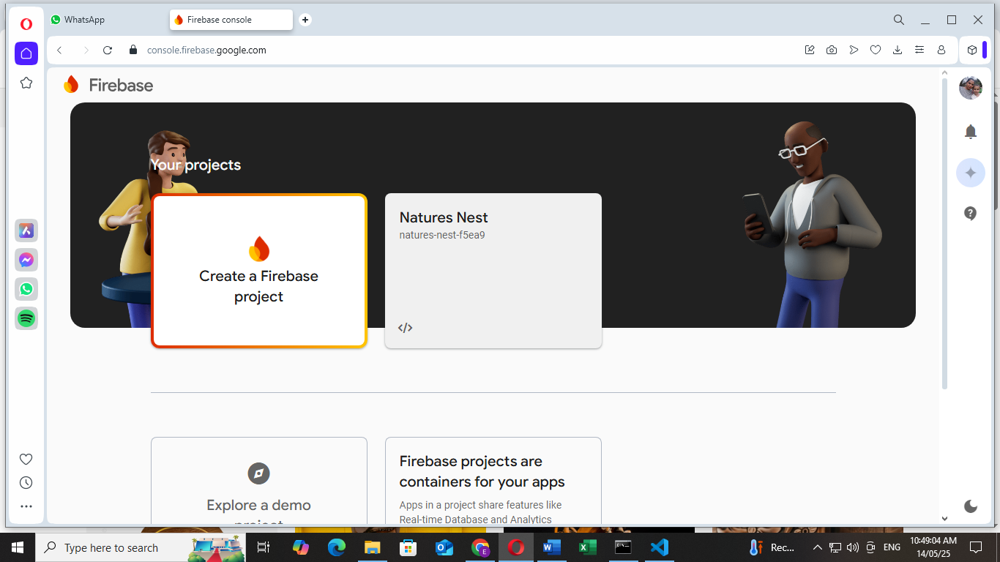 WhatsApp
Firebase console
console.firebase.google.com
Firebase
Your projects
Create a Firebase
project
Natures Nest
natures-nest-f5ea9
</>
Explore a demo
project
Firebase projects are
containers for your apps
Apps in a project share features like
Real-time Database and Analytics
Type here to search
Rec...
ENG
10:49:04 AM
14/05/25